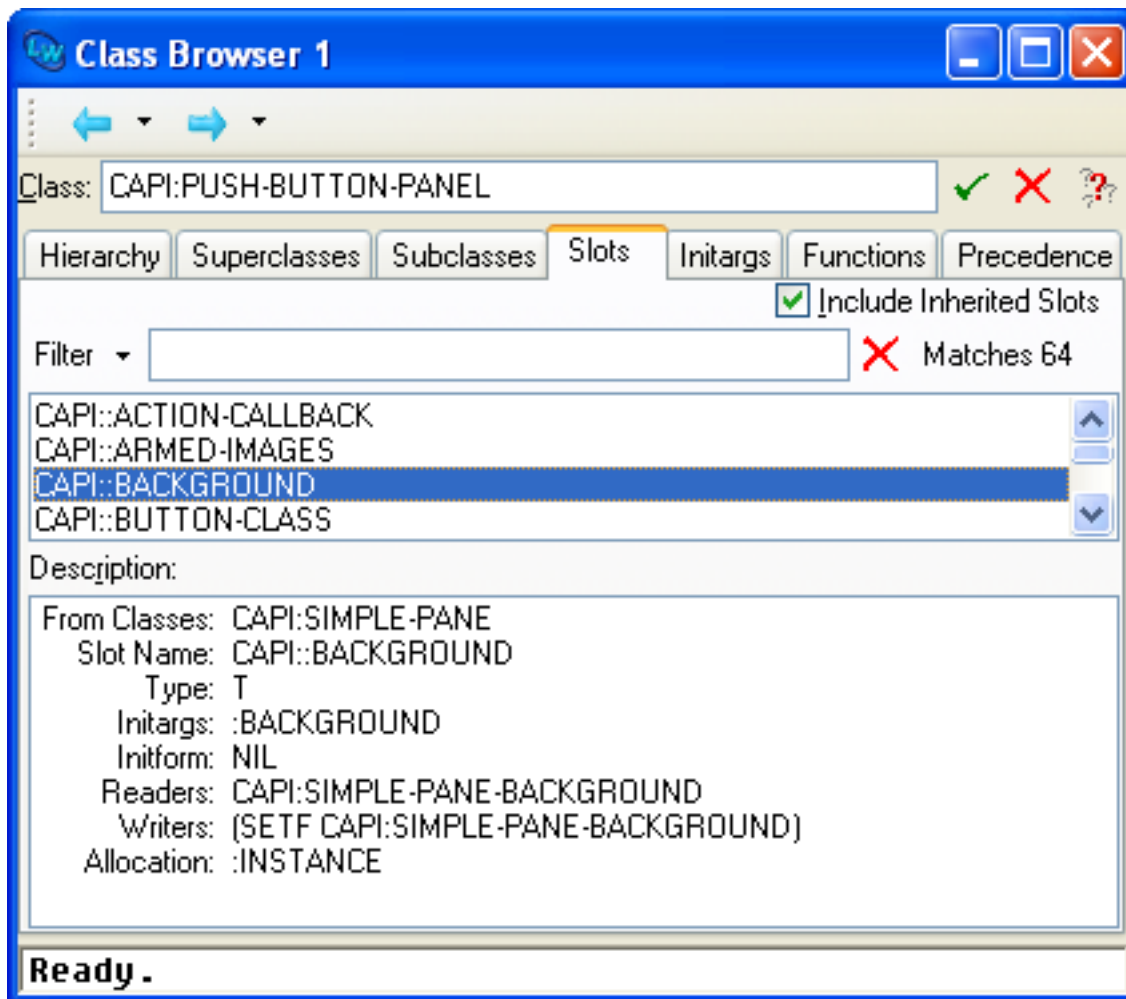 LW Class Browser 1
Class: CAPI:PUSH-BUTTON-PANEL ???
Hierarchy Superclasses Subclasses Slots Initargs Functions Precedence
Include Inherited Slots
Filter Matches 64
CAPI::ACTION-CALLBACK
CAPI::ARMED-IMAGES
CAPI::BACKGROUND
CAPI::BUTTON-CLASS
Description:
From Classes: CAPI:SIMPLE-PANE
Slot Name: CAPI::BACKGROUND
Type: T
Initargs: :BACKGROUND
Initform: NIL
Readers: CAPI:SIMPLE-PANE-BACKGROUND
Writers: (SETF CAPI:SIMPLE-PANE-BACKGROUND)
Allocation: :INSTANCE
Ready.